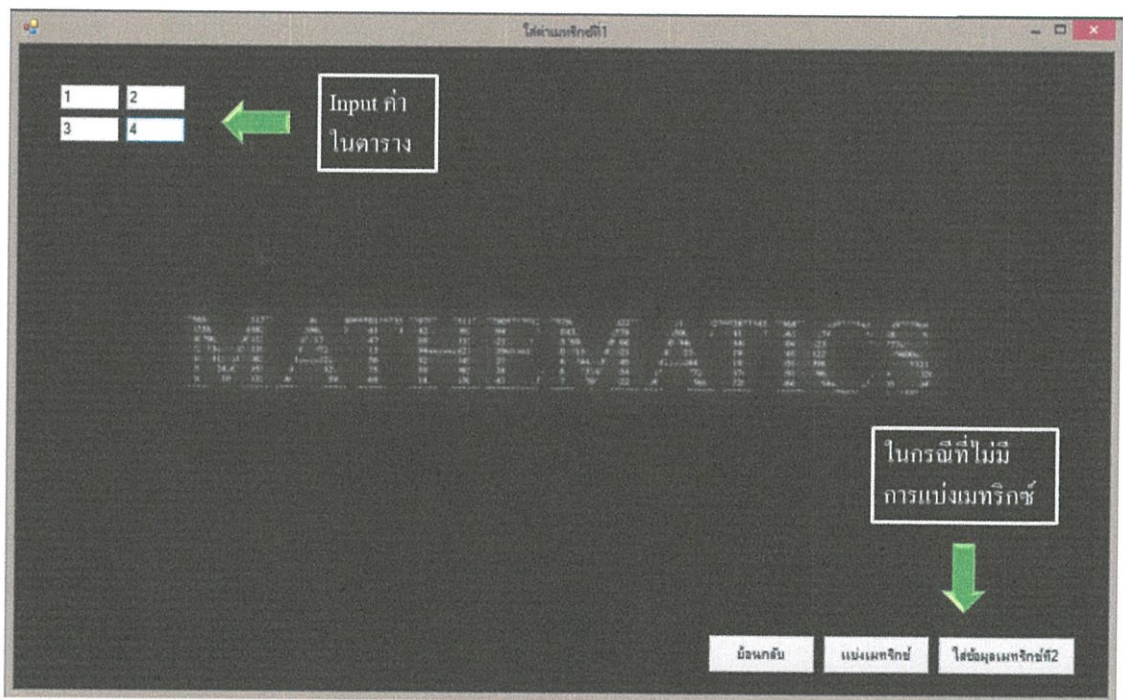 ใส่ค่าเมทริกซ์ที่1
1 2
3 4
Input ค่า
ในตาราง
MATHEMATICS
ในกรณีที่ไม่มี
การแบ่งเมทริกซ์
ย้อนกลับ แบ่งเมทริกซ์ ใส่ข้อมูลเมทริกซ์ที่2